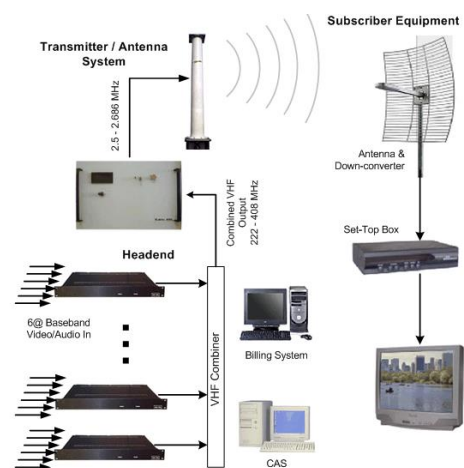 Transmitter / Antenna
System
Subscriber Equipment
2.5 - 2.686 MHz
Antenna &
Down-converter
Combined VHF
Output
222 - 408 MHz
Set-Top Box
Headend
6@ Baseband
Video/Audio In
VHF Combiner
Billing System
CAS